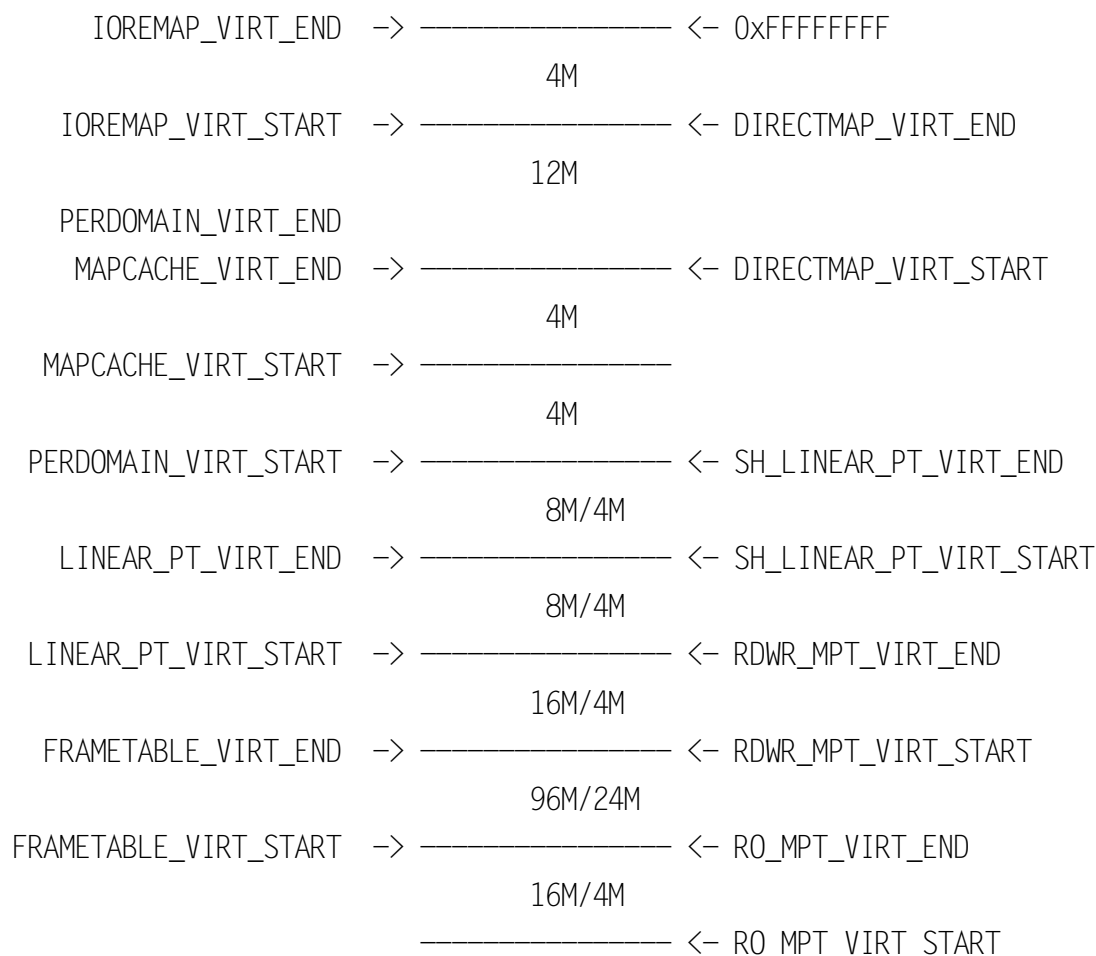 IOREMAP_VIRT_END -> ---------------- <- 0xFFFFFFFF
4M
IOREMAP_VIRT_START -> ---------------- <- DIRECTMAP_VIRT_END
12M
PERDOMAIN_VIRT_END
MAPCACHE_VIRT_END -> ---------------- <- DIRECTMAP_VIRT_START
4M
MAPCACHE_VIRT_START -> ----------------
4M
PERDOMAIN_VIRT_START -> ---------------- <- SH_LINEAR_PT_VIRT_END
8M/4M
LINEAR_PT_VIRT_END -> ---------------- <- SH_LINEAR_PT_VIRT_START
8M/4M
LINEAR_PT_VIRT_START -> ---------------- <- RDWR_MPT_VIRT_END
16M/4M
FRAMETABLE_VIRT_END -> ---------------- <- RDWR_MPT_VIRT_START
96M/24M
FRAMETABLE_VIRT_START -> ---------------- <- RO_MPT_VIRT_END
16M/4M
---------------- <- RO MPT VIRT START